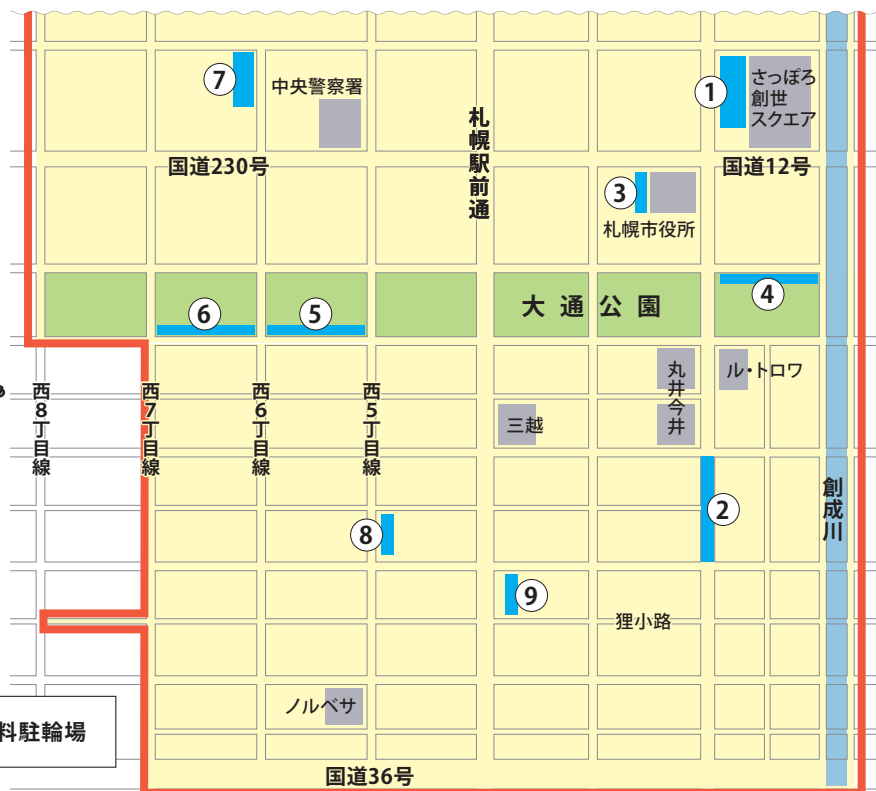 ⑦
中央警察署
①
さっぽろ
創世
スクエア
札幌駅前通
国道230号
国道12号
③
札幌市役所
⑥
⑤
大通公園
④
西8丁目線
西7丁目線
西6丁目線
西5丁目線
三越
丸井今井
ル・トロワ
②
創成川
⑧
⑨
狸小路
ノルベサ
料駐輪場
国道36号